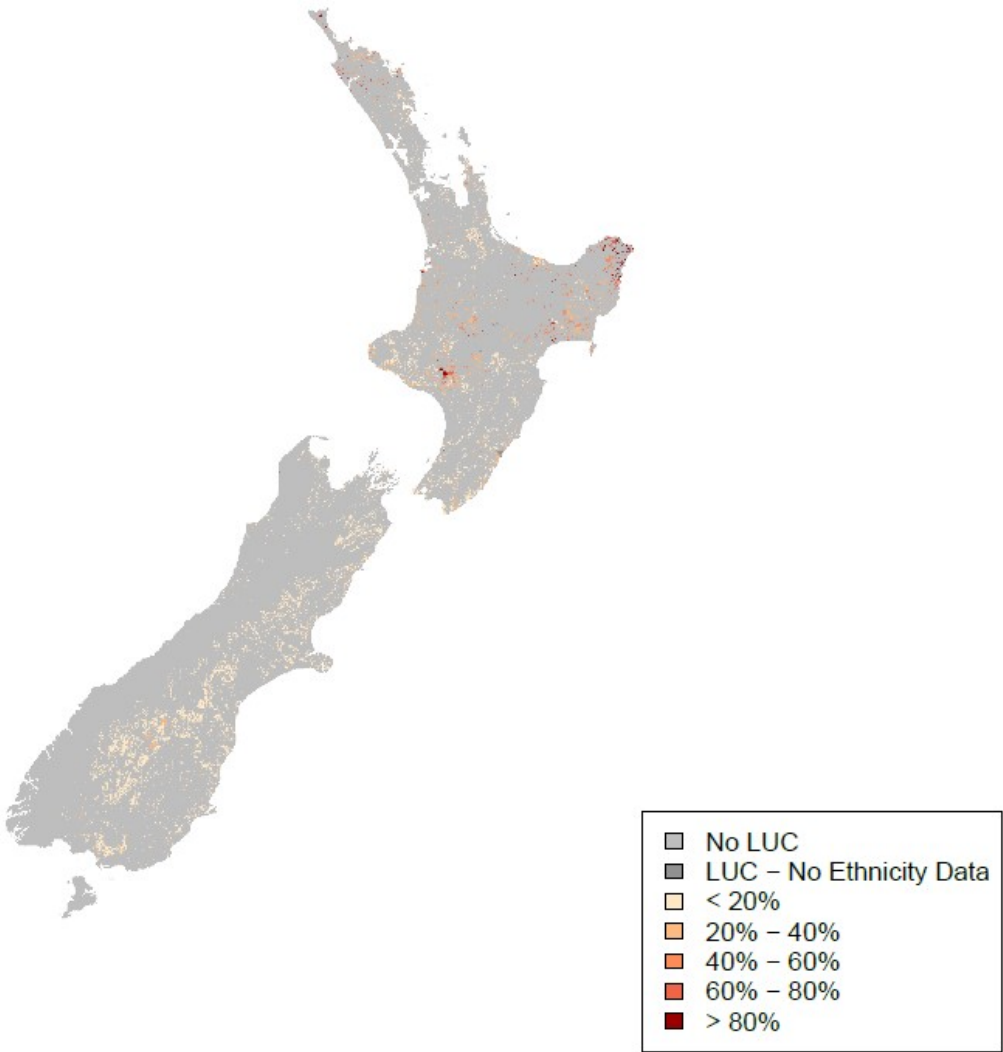 No LUC
LUC − No Ethnicity Data
< 20%
20% − 40%
40% − 60%
60% − 80%
> 80%